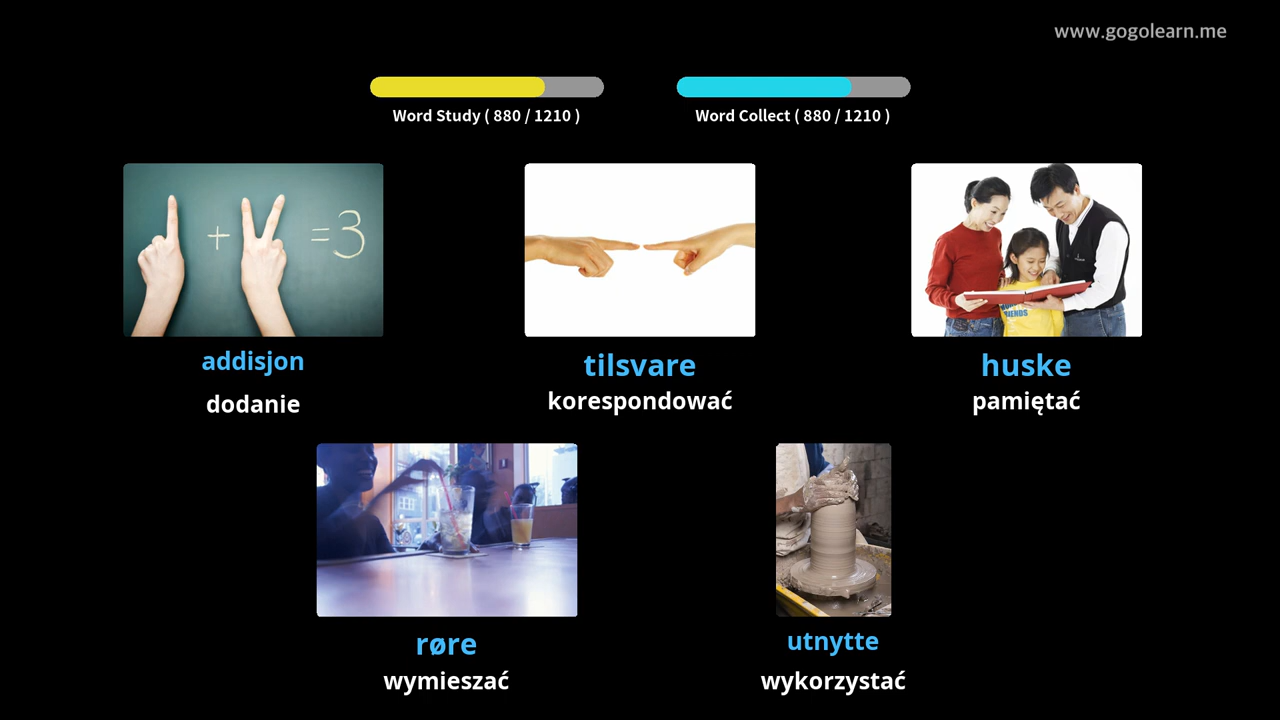 www.gogolearn.me
Word Study ( 880 / 1210 )
Word Collect ( 880 / 1210 )
+ = 3
addisjon
dodanie
tilsvare
korespondować
huske
pamiętać
røre
wymieszać
utnytte
wykorzystać